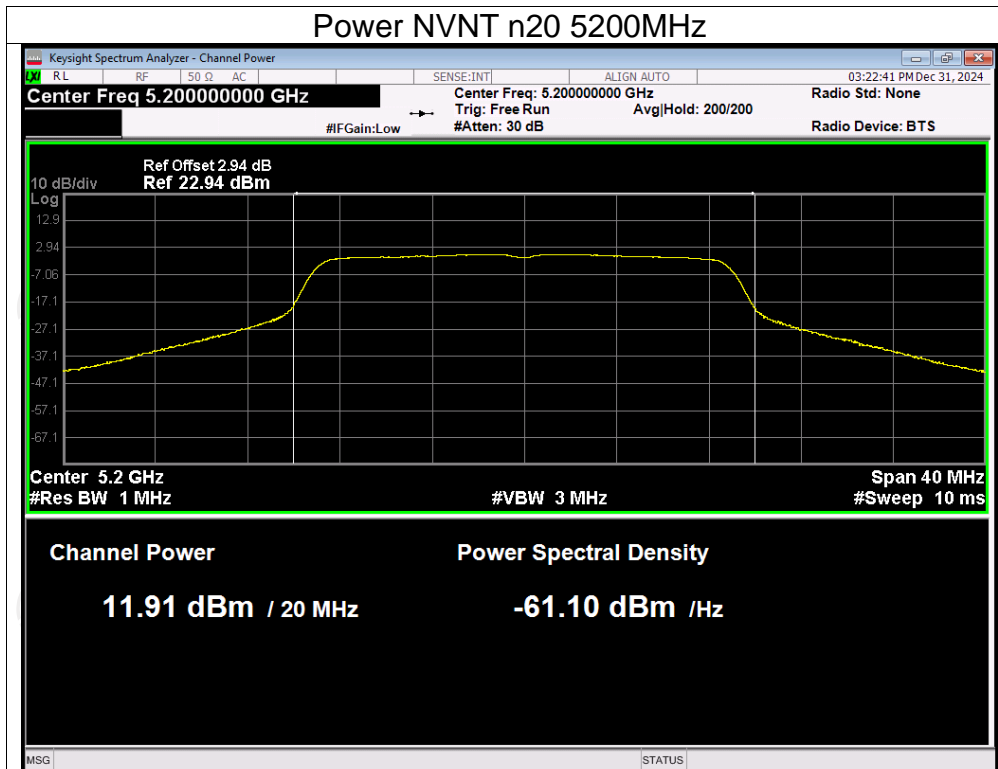 Power NVNT n20 5200MHz
Keysight Spectrum Analyzer - Channel Power
LXI RL RF 50 Ω AC SENSE:INT ALIGN AUTO 03:22:41 PM Dec 31, 2024
Center Freq 5.200000000 GHz Center Freq: 5.200000000 GHz Radio Std: None
Trig: Free Run Avg|Hold: 200/200
#IFGain:Low #Atten: 30 dB Radio Device: BTS
Ref Offset 2.94 dB
10 dB/div Ref 22.94 dBm
Log
12.9
2.94
-7.06
-17.1
-27.1
-37.1
-47.1
-57.1
-67.1
Center 5.2 GHz Span 40 MHz
#Res BW 1 MHz #VBW 3 MHz #Sweep 10 ms
Channel Power Power Spectral Density
11.91 dBm / 20 MHz -61.10 dBm /Hz
MSG STATUS